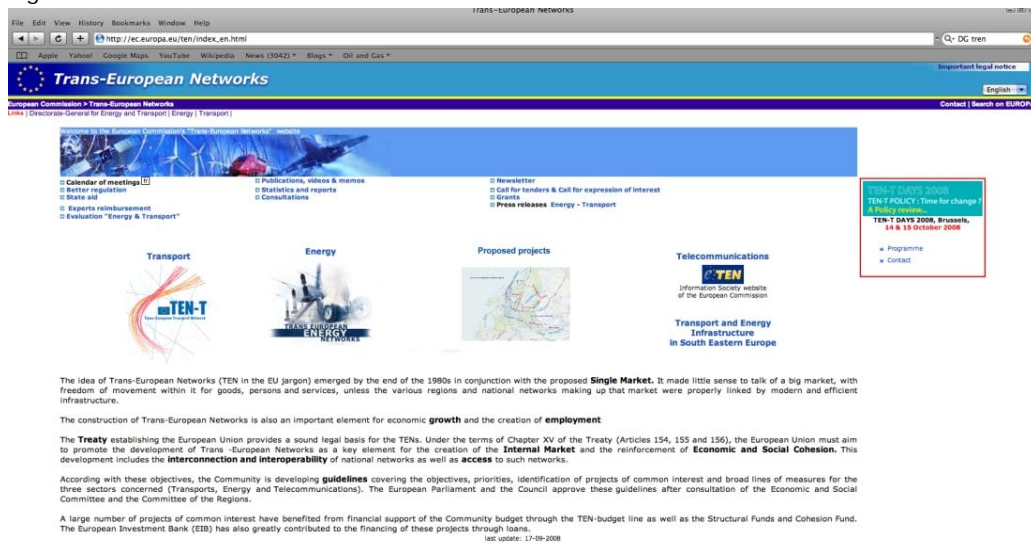 Trans-European Networks
File Edit View History Bookmarks Window Help
http://ec.europa.eu/ten/index_en.html
Q- DG tren
Apple Yahoo! Google Maps YouTube Wikipedia News (3042) Blogs Oil and Gas
Important legal notice
Trans-European Networks
English
European Commission > Trans-European Networks
Contact | Search on EUROPA
Links | Directorate-General for Energy and Transport | Energy | Transport |
Welcome to the European Commission's "Trans-European Networks" website
Calendar of meetings
Better regulation
State aid
Experts reimbursement
Evaluation "Energy & Transport"
Publications, videos & memos
Statistics and reports
Consultations
Newsletter
Call for tenders & Call for expression of interest
Grants
Press releases Energy - Transport
TEN-T DAYS 2008
TEN-T POLICY : Time for change ?
A Policy review...
TEN-T DAYS 2008, Brussels,
14 & 15 October 2008
Programme
Contact
Transport
TEN-T
Trans-European Transport Network
Energy
TRANS EUROPEAN
ENERGY
NETWORKS
Proposed projects
Telecommunications
eTEN
Information Society website
of the European Commission
Transport and Energy
Infrastructure
in South Eastern Europe
The idea of Trans-European Networks (TEN in the EU jargon) emerged by the end of the 1980s in conjunction with the proposed Single Market. It made little sense to talk of a big market, with
freedom of movement within it for goods, persons and services, unless the various regions and national networks making up that market were properly linked by modern and efficient
infrastructure.
The construction of Trans-European Networks is also an important element for economic growth and the creation of employment
The Treaty establishing the European Union provides a sound legal basis for the TENs. Under the terms of Chapter XV of the Treaty (Articles 154, 155 and 156), the European Union must aim
to promote the development of Trans -European Networks as a key element for the creation of the Internal Market and the reinforcement of Economic and Social Cohesion. This
development includes the interconnection and interoperability of national networks as well as access to such networks.
According with these objectives, the Community is developing guidelines covering the objectives, priorities, identification of projects of common interest and broad lines of measures for the
three sectors concerned (Transports, Energy and Telecommunications). The European Parliament and the Council approve these guidelines after consultation of the Economic and Social
Committee and the Committee of the Regions.
A large number of projects of common interest have benefited from financial support of the Community budget through the TEN-budget line as well as the Structural Funds and Cohesion Fund.
The European Investment Bank (EIB) has also greatly contributed to the financing of these projects through loans.
last update: 17-09-2008